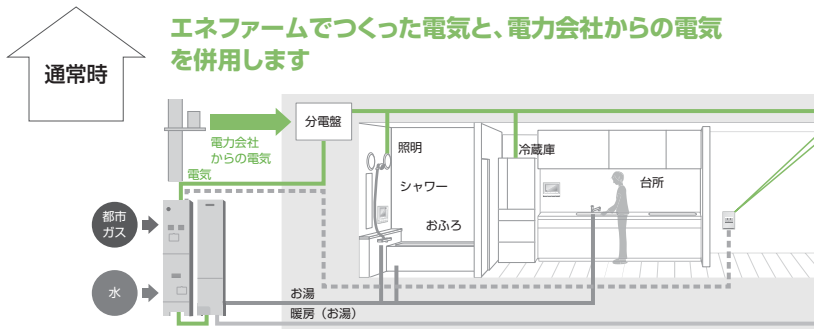 通常時
エネファームでつくった電気と、電力会社からの電気
を併用します
分電盤
電力会社
からの電気
電気
照明
シャワー
おふろ
冷蔵庫
台所
都市
ガス
水
お湯
暖房（お湯）